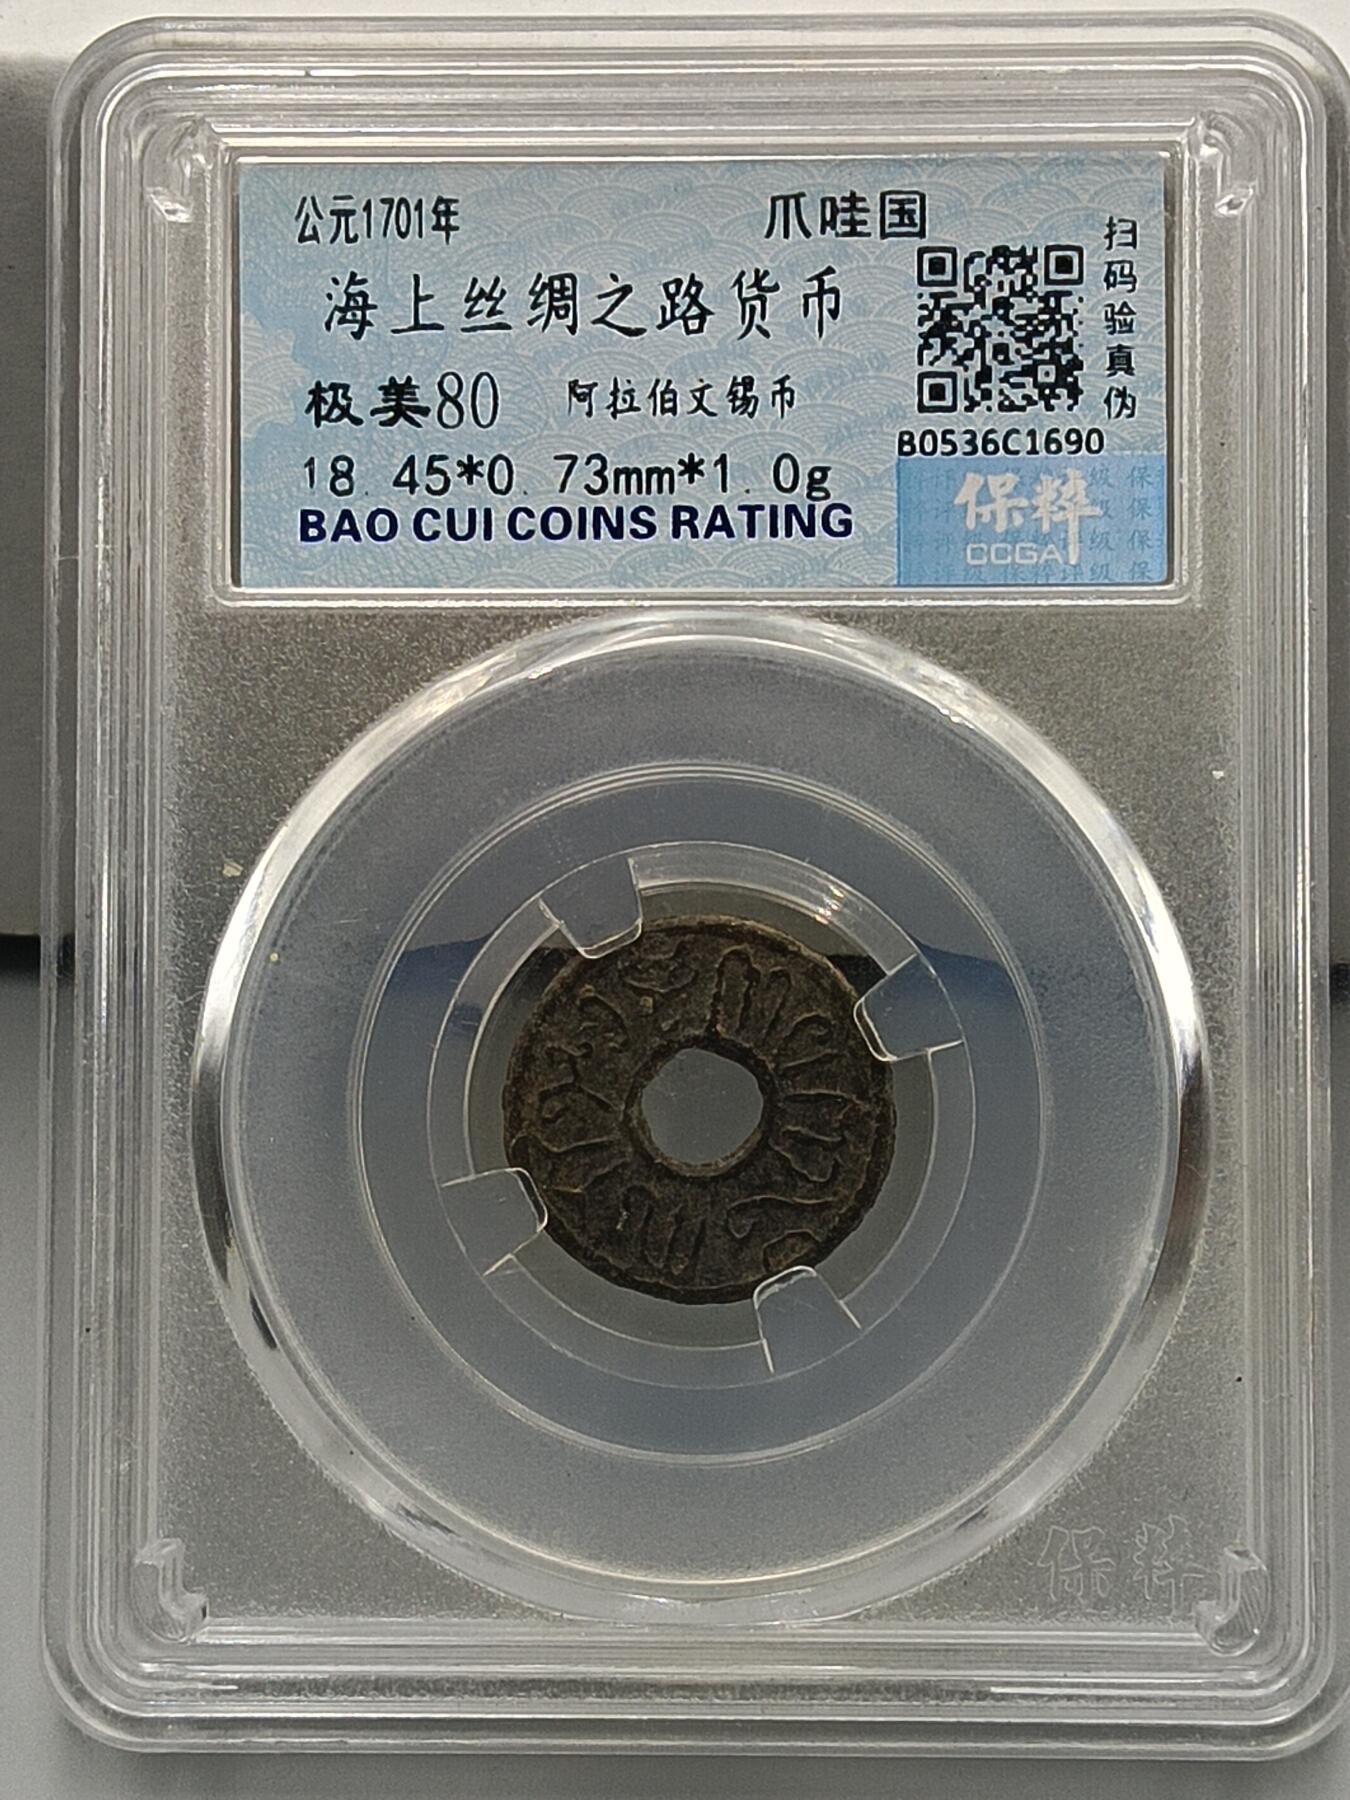 公元1701年 爪哇国
海上丝绸之路货币
极美80 阿拉伯文锡币
18.45*0.73mm*1.0g
BAO CUI COINS RATING
扫码验真伪
B0536C1690
保粹
CCGA
保粹